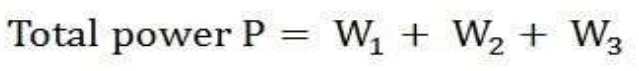 Total power P = W₁ + W₂ + W₃